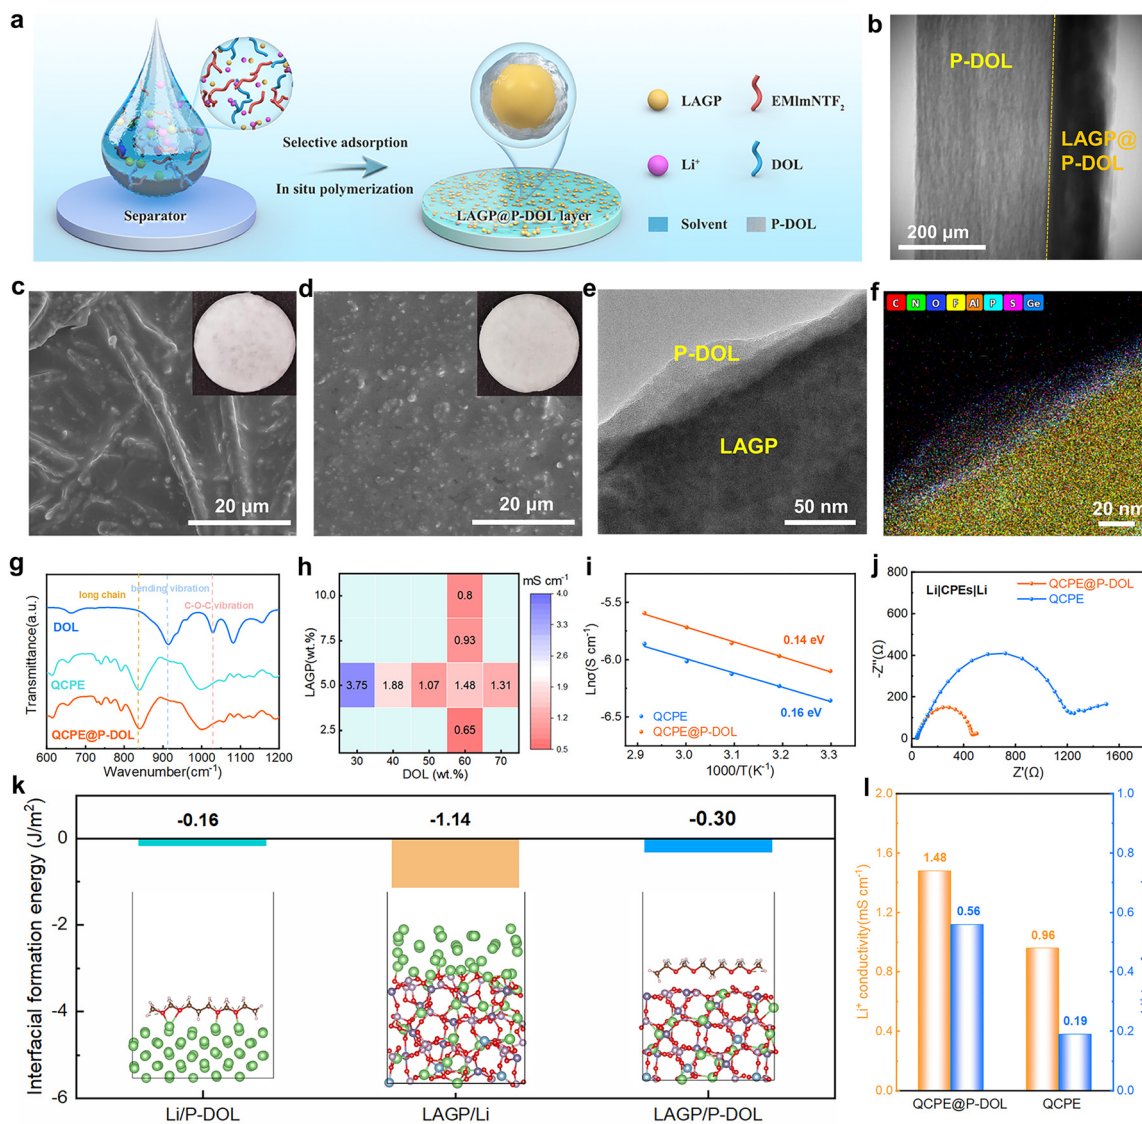 a
Separator
Selective adsorption
In situ polymerization
LAGP@P-DOL layer
LAGP
EMImNTF2
Li+
DOL
Solvent
P-DOL
b
P-DOL
LAGP@
P-DOL
200 μm
c
20 μm
d
20 μm
e
P-DOL
LAGP
50 nm
f
C N O F Al P S Ge
20 nm
g
long chain
bending vibration
C-O-C vibration
DOL
QCPE
QCPE@P-DOL
Transmittance(a.u.)
600 700 800 900 1000 1100 1200
Wavenumber(cm-1)
h
mS cm-1
LAGP(wt.%)
10.0
7.5
5.0
2.5
0.8
0.93
3.75 1.88 1.07 1.48 1.31
0.65
30 40 50 60 70
DOL (wt.%)
4.0
3.4
2.8
2.2
1.6
1.2
0.5
i
Lnσ(S cm-1)
-5.5
-6.0
-6.5
0.14 eV
0.16 eV
QCPE
QCPE@P-DOL
2.9 3.0 3.1 3.2 3.3
1000/T(K-1)
j
Li|CPEs|Li
QCPE@P-DOL
QCPE
-Z''(Ω)
800
600
400
200
0
0 400 800 1200 1600
Z'(Ω)
k
Interfacial formation energy (J/m2)
0
-2
-4
-6
-0.16
-1.14
-0.30
Li/P-DOL
LAGP/Li
LAGP/P-DOL
l
Li+ conductivity(mS cm-1)
2.0
1.6
1.2
0.8
0.4
0.0
1.48
0.56
0.96
0.19
1.0
0.8
0.6
0.4
0.2
0.0
QCPE@P-DOL
QCPE